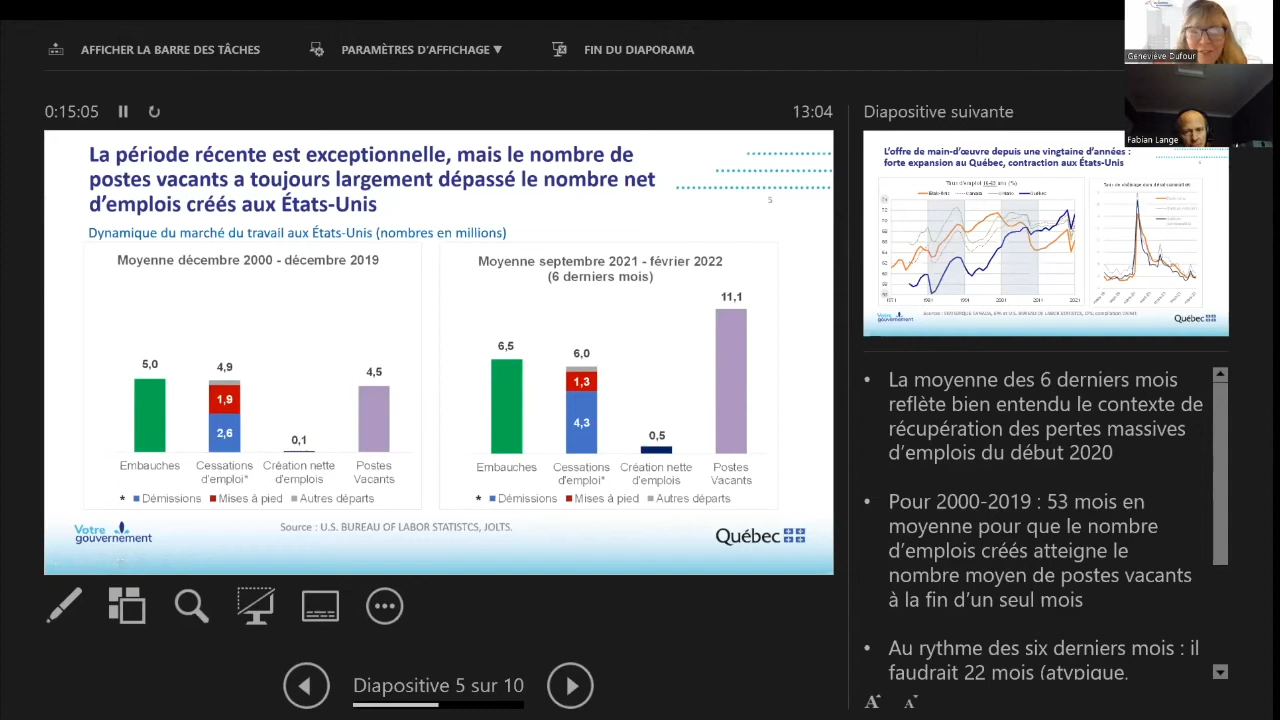 AFFICHER LA BARRE DES TÂCHES
PARAMÈTRES D'AFFICHAGE ▼
FIN DU DIAPORAMA
Geneviève Dufour
Fabian Lange
0:15:05
13:04
La période récente est exceptionnelle, mais le nombre de
postes vacants a toujours largement dépassé le nombre net
d'emplois créés aux États-Unis
5
Dynamique du marché du travail aux États-Unis (nombres en millions)
Moyenne décembre 2000 - décembre 2019
5,0
4,9
1,9
2,6
0,1
4,5
Embauches
Cessations
d'emploi*
Création nette
d'emplois
Postes
Vacants
* Démissions Mises à pied Autres départs
Moyenne septembre 2021 - février 2022
(6 derniers mois)
6,5
6,0
1,3
4,3
0,5
11,1
Embauches
Cessations
d'emploi*
Création nette
d'emplois
Postes
Vacants
* Démissions Mises à pied Autres départs
Source : U.S. BUREAU OF LABOR STATISTCS, JOLTS.
Votre
gouvernement
Québec
Diapositive 5 sur 10
Diapositive suivante
L'offre de main-d'œuvre depuis une vingtaine d'années :
forte expansion au Québec, contraction aux États-Unis
Taux d'emploi 15-63 ans (%)
Votre
gouvernement
Québec
• La moyenne des 6 derniers mois
reflète bien entendu le contexte de
récupération des pertes massives
d'emplois du début 2020
• Pour 2000-2019 : 53 mois en
moyenne pour que le nombre
d'emplois créés atteigne le
nombre moyen de postes vacants
à la fin d'un seul mois
• Au rythme des six derniers mois : il
faudrait 22 mois (atypique.
A A